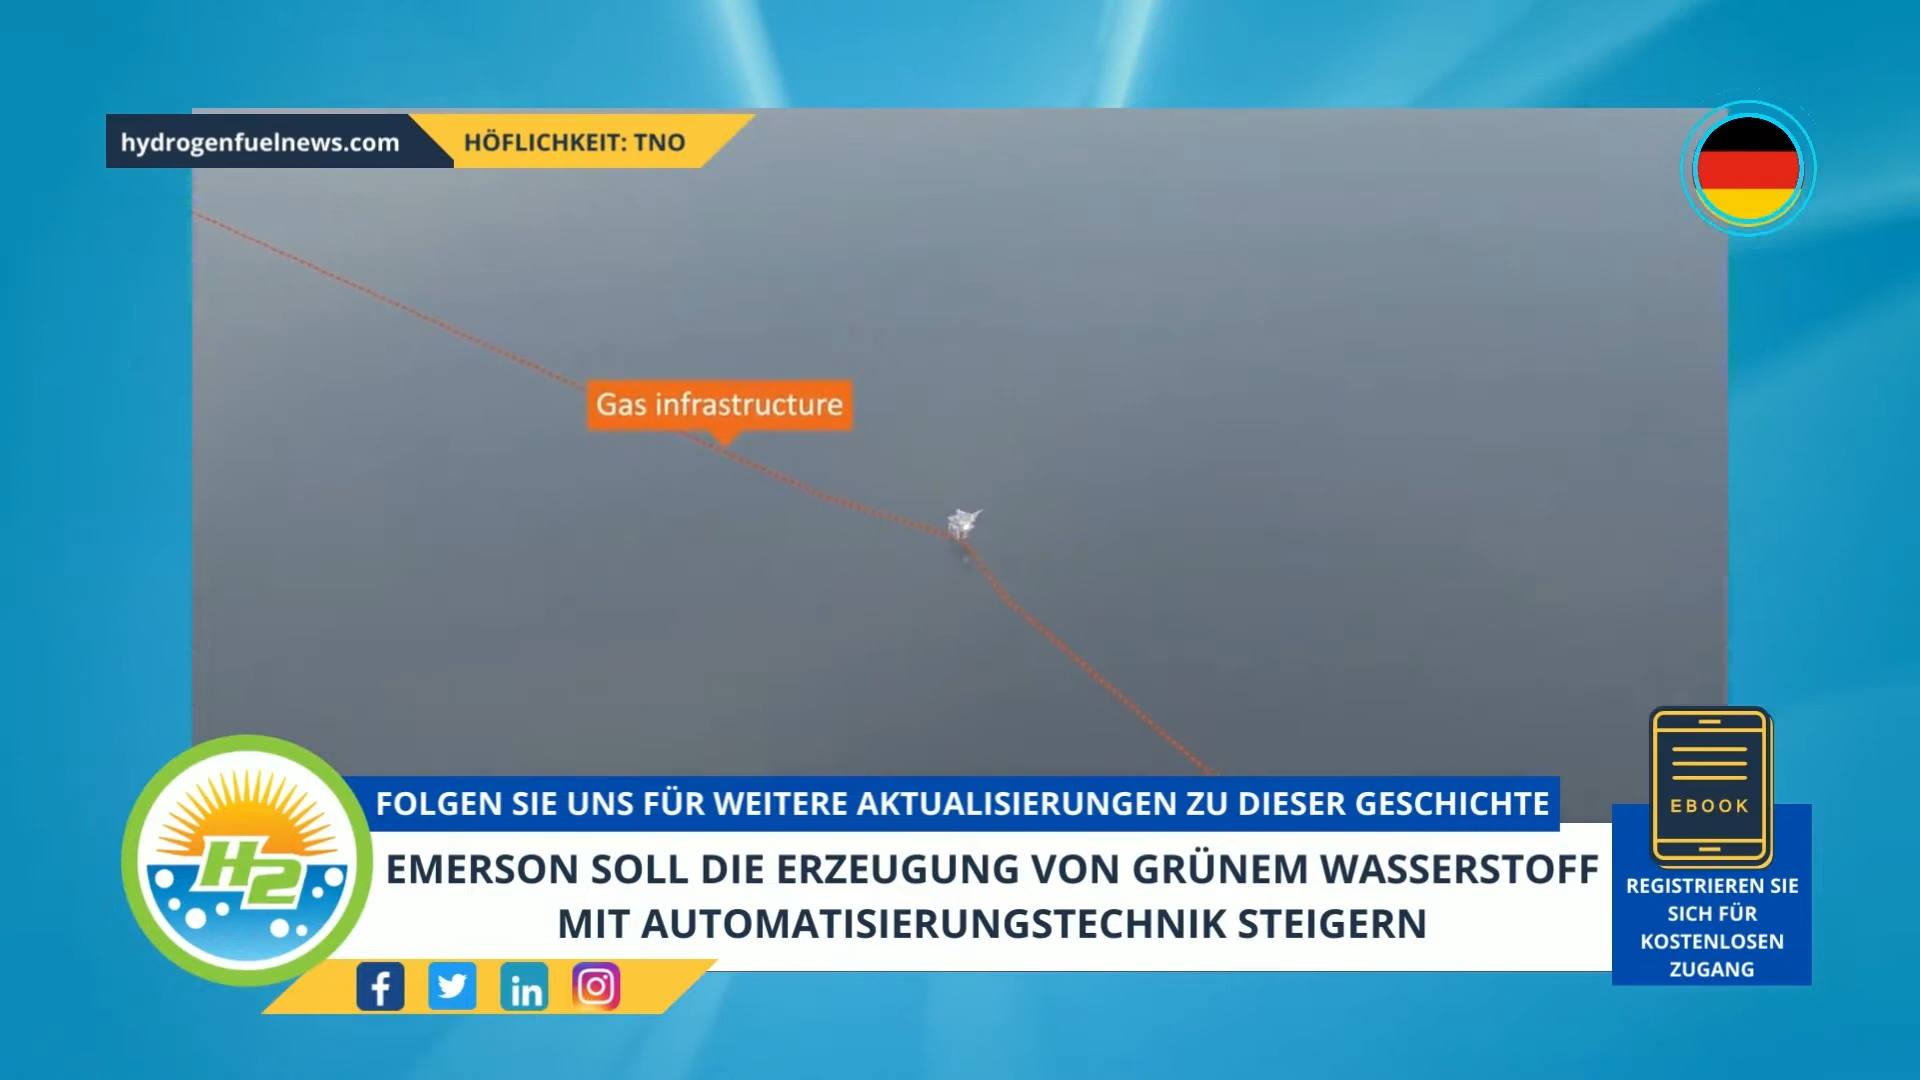 hydrogenfuelnews.com
HÖFLICHKEIT: TNO
Gas infrastructure
FOLGEN SIE UNS FÜR WEITERE AKTUALISIERUNGEN ZU DIESER GESCHICHTE
EMERSON SOLL DIE ERZEUGUNG VON GRÜNEM WASSERSTOFF
MIT AUTOMATISIERUNGSTECHNIK STEIGERN
H2
EBOOK
REGISTRIEREN SIE
SICH FÜR
KOSTENLOSEN
ZUGANG